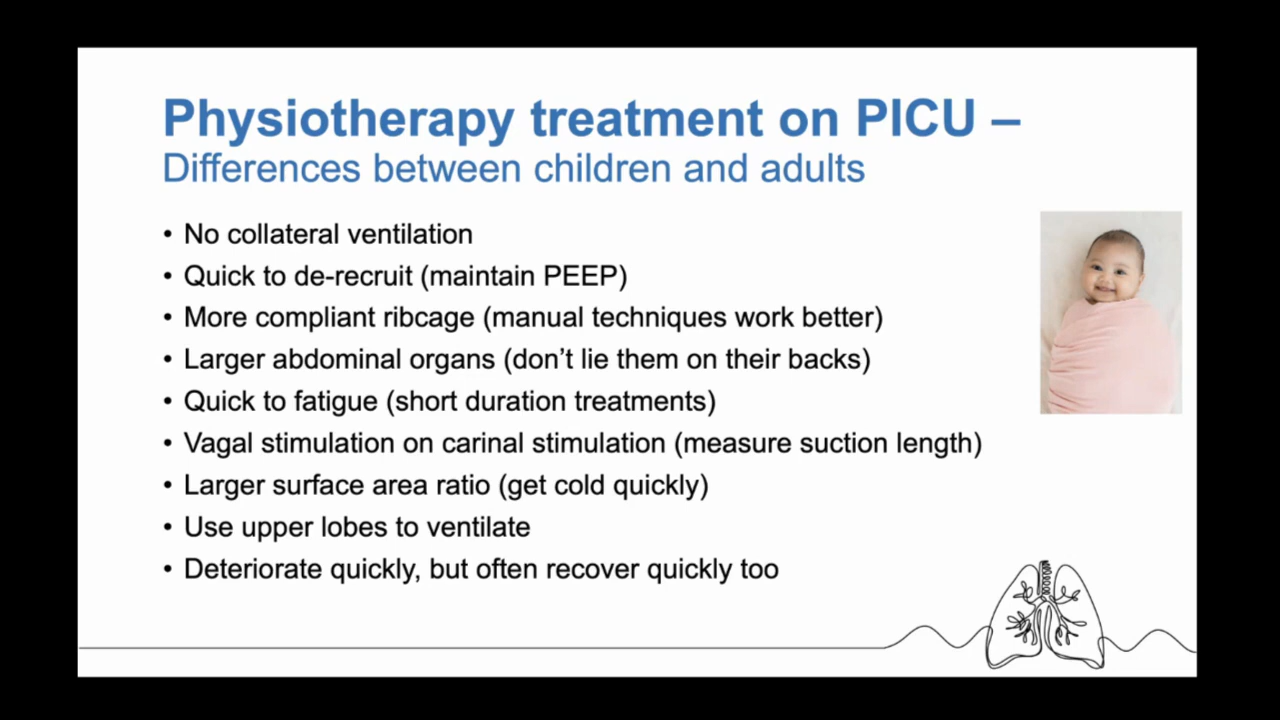 Physiotherapy treatment on PICU –
Differences between children and adults
• No collateral ventilation
• Quick to de-recruit (maintain PEEP)
• More compliant ribcage (manual techniques work better)
• Larger abdominal organs (don’t lie them on their backs)
• Quick to fatigue (short duration treatments)
• Vagal stimulation on carinal stimulation (measure suction length)
• Larger surface area ratio (get cold quickly)
• Use upper lobes to ventilate
• Deteriorate quickly, but often recover quickly too